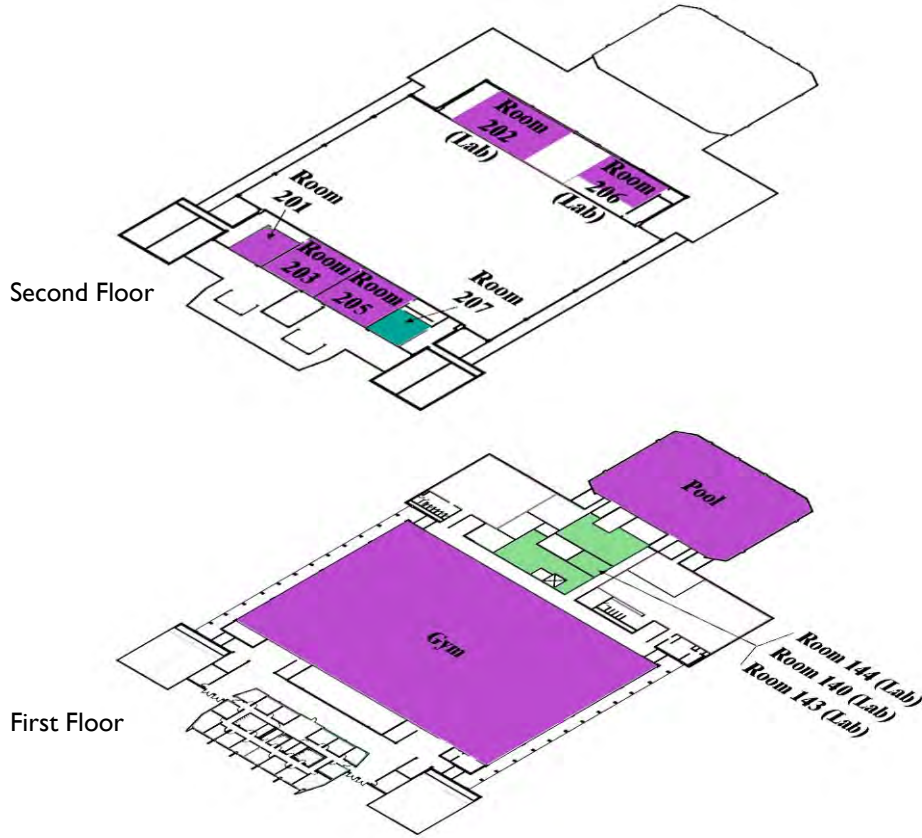 Room
202
(Lab)
Room
206
(Lab)
Room
201
Room
203
Room
205
Room
207
Second Floor
Pool
Gym
Room 144 (Lab)
Room 140 (Lab)
Room 143 (Lab)
First Floor